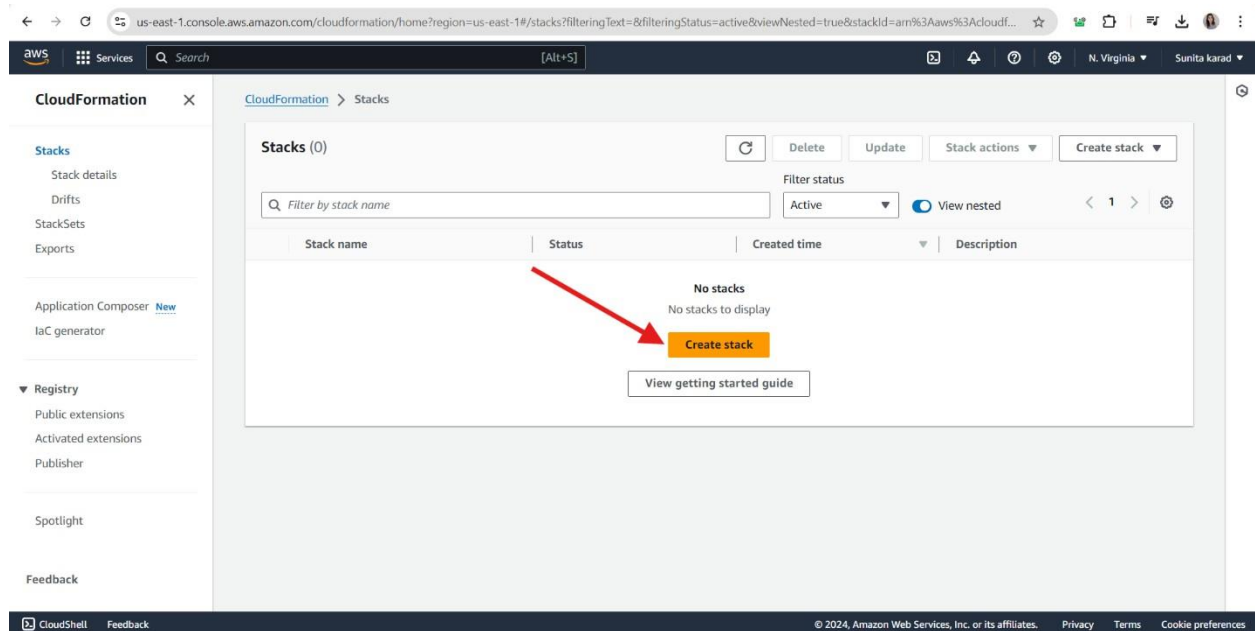 us-east-1.console.aws.amazon.com/cloudformation/home?region=us-east-1#/stacks?filteringText=&filteringStatus=active&viewNested=true&stackId=arn%3Aaws%3Acloudf...
aws Services Search [Alt+S] N. Virginia ▼ Sunita karad ▼
CloudFormation
CloudFormation > Stacks
Stacks
Stack details
Drifts
StackSets
Exports
Application Composer New
IaC generator
▼ Registry
Public extensions
Activated extensions
Publisher
Spotlight
Feedback
Stacks (0)
Delete Update Stack actions ▼ Create stack ▼
Filter status
Filter by stack name Active ▼ View nested < 1 >
Stack name Status Created time ▼ Description
No stacks
No stacks to display
Create stack
View getting started guide
CloudShell Feedback © 2024, Amazon Web Services, Inc. or its affiliates. Privacy Terms Cookie preferences